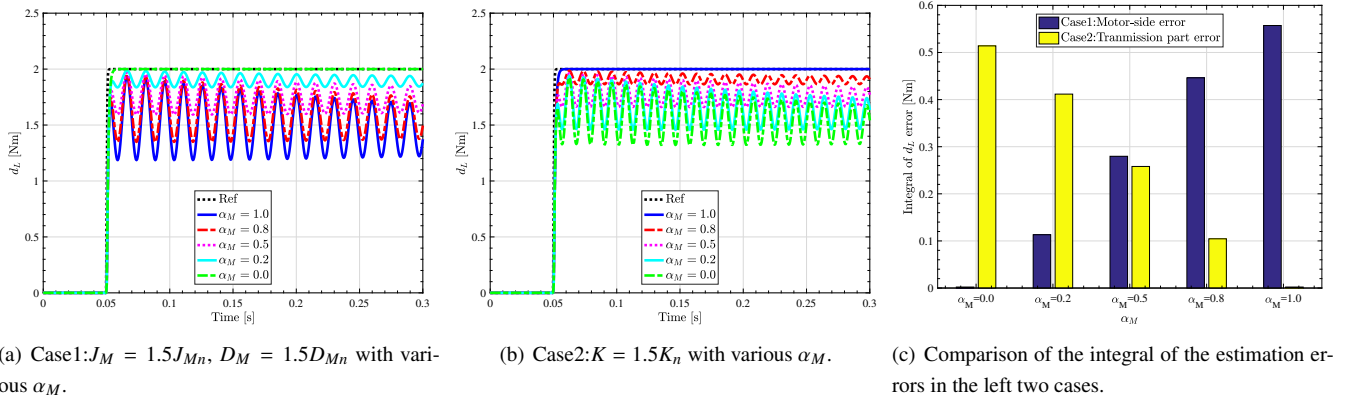 2.5
2
1.5
1
0.5
0
d_L [Nm]
Ref
α_M = 1.0
α_M = 0.8
α_M = 0.5
α_M = 0.2
α_M = 0.0
0 0.05 0.1 0.15 0.2 0.25 0.3
Time [s]
(a) Case1:J_M = 1.5J_{Mn}, D_M = 1.5D_{Mn} with vari-
ous α_M.
2.5
2
1.5
1
0.5
0
d_L [Nm]
Ref
α_M = 1.0
α_M = 0.8
α_M = 0.5
α_M = 0.2
α_M = 0.0
0 0.05 0.1 0.15 0.2 0.25 0.3
Time [s]
(b) Case2:K = 1.5K_n with various α_M.
0.6
0.5
0.4
0.3
0.2
0.1
0
Integral of d_L error [Nm]
Case1:Motor-side error
Case2:Tranmission part error
α_M=0.0 α_M=0.2 α_M=0.5 α_M=0.8 α_M=1.0
α_M
(c) Comparison of the integral of the estimation er-
rors in the left two cases.